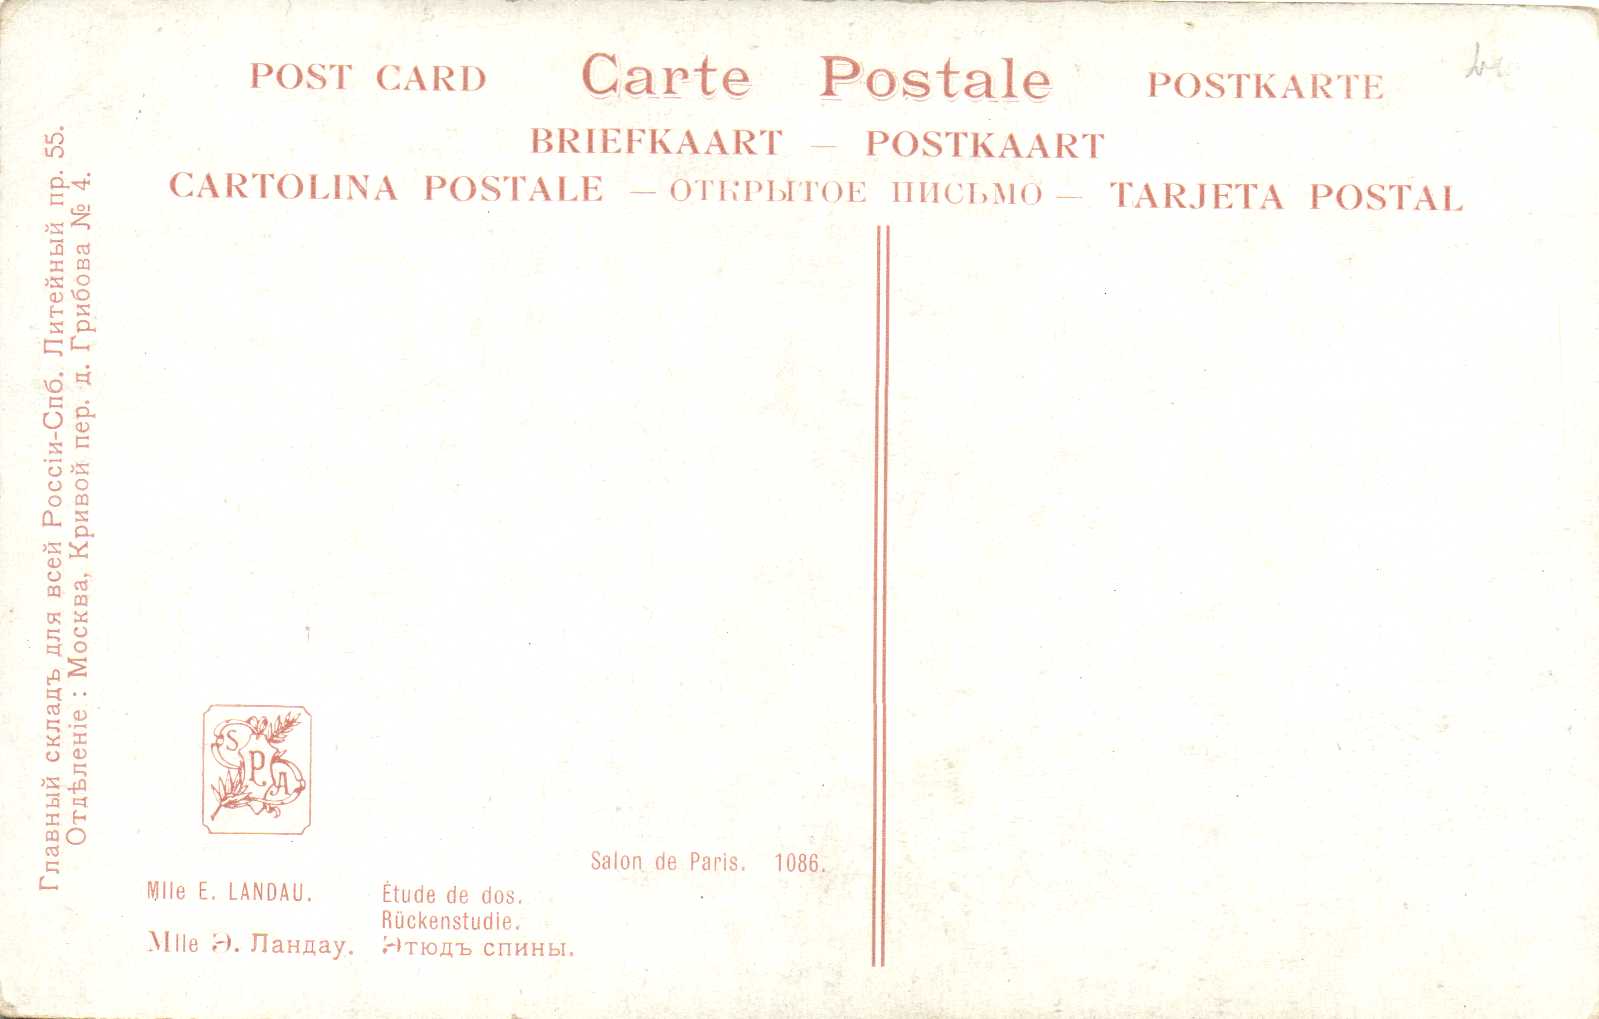 POST CARD Carte Postale POSTKARTE
BRIEFKAART — POSTKAART
CARTOLINA POSTALE — ОТКРЫТОЕ ПИСЬМО — TARJETA POSTAL
Главный складъ для всей Россіи-Спб. Литейный пр. 55.
Отдѣленіе : Москва, Кривой пер. д. Грибова № 4.
S P A
Salon de Paris. 1086.
Mlle E. LANDAU. Étude de dos.
Rückenstudie.
Mlle Э. Ландау. Этюдъ спины.